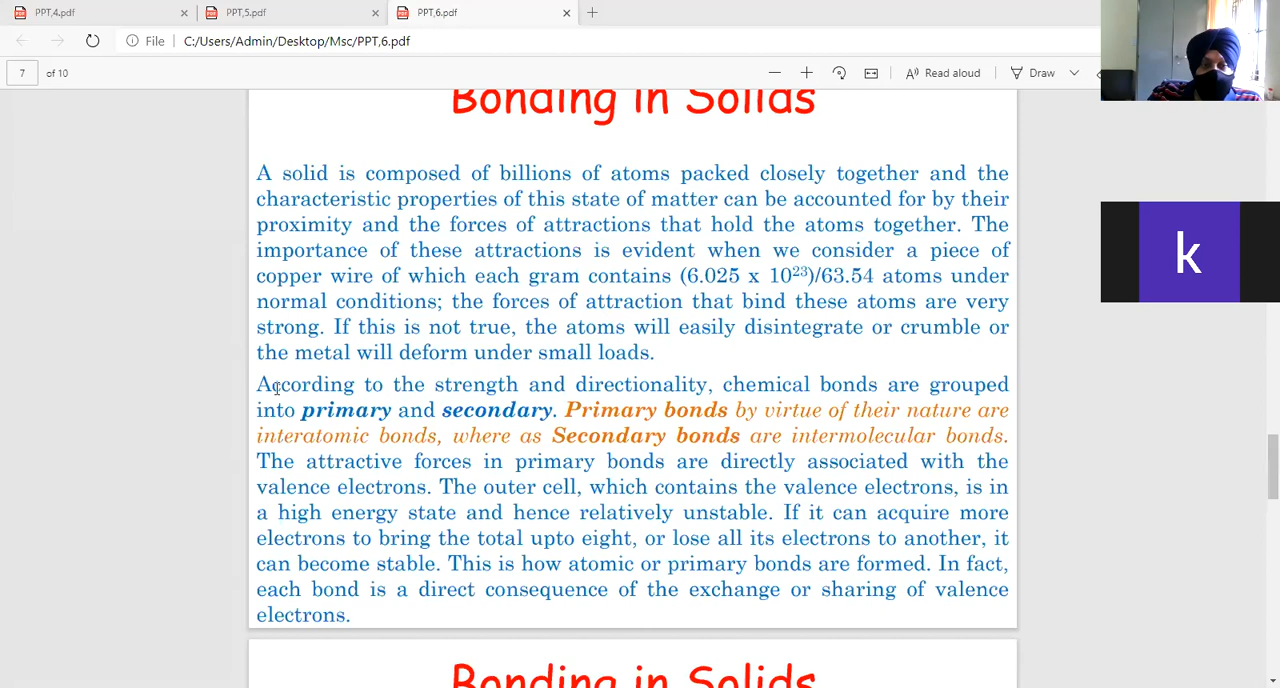 PPT,4.pdf
PPT,5.pdf
PPT,6.pdf
File
C:/Users/Admin/Desktop/Msc/PPT,6.pdf
7 of 10
Read aloud
Draw
Bonding in Solids
A solid is composed of billions of atoms packed closely together and the
characteristic properties of this state of matter can be accounted for by their
proximity and the forces of attractions that hold the atoms together. The
importance of these attractions is evident when we consider a piece of
copper wire of which each gram contains (6.025 x 10²³)/63.54 atoms under
normal conditions; the forces of attraction that bind these atoms are very
strong. If this is not true, the atoms will easily disintegrate or crumble or
the metal will deform under small loads.
According to the strength and directionality, chemical bonds are grouped
into primary and secondary. Primary bonds by virtue of their nature are
interatomic bonds, where as Secondary bonds are intermolecular bonds.
The attractive forces in primary bonds are directly associated with the
valence electrons. The outer cell, which contains the valence electrons, is in
a high energy state and hence relatively unstable. If it can acquire more
electrons to bring the total upto eight, or lose all its electrons to another, it
can become stable. This is how atomic or primary bonds are formed. In fact,
each bond is a direct consequence of the exchange or sharing of valence
electrons.
Bonding in Solids
k